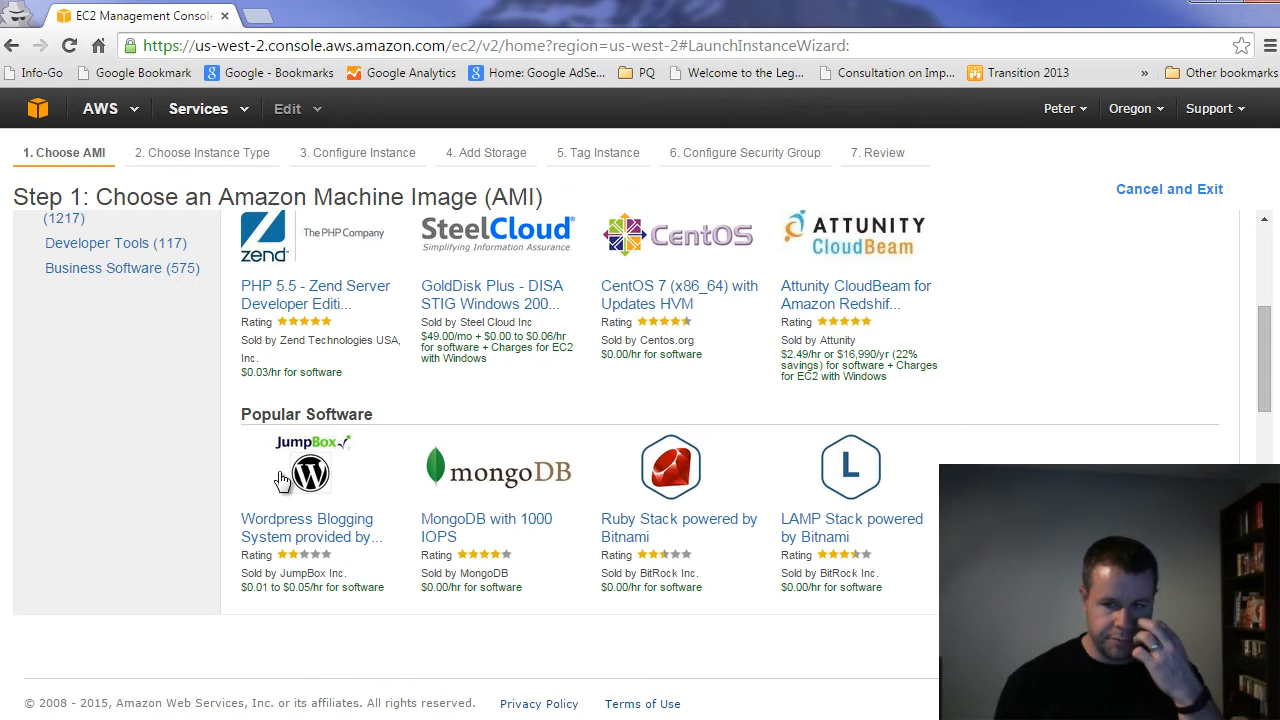 EC2 Management Consol
https://us-west-2.console.aws.amazon.com/ec2/v2/home?region=us-west-2#LaunchInstanceWizard:
Info-Go Google Bookmark Google Bookmarks Google Analytics Home: Google AdSe... PQ Welcome to the Leg... Consultation on Imp... Transition 2013 » Other bookmarks
AWS Services Edit Peter Oregon Support
1. Choose AMI 2. Choose Instance Type 3. Configure Instance 4. Add Storage 5. Tag Instance 6. Configure Security Group 7. Review
Step 1: Choose an Amazon Machine Image (AMI)
Cancel and Exit
(1217)
Developer Tools (117)
Business Software (575)
zend The PHP Company
PHP 5.5 - Zend Server
Developer Editi...
Rating
Sold by Zend Technologies USA,
Inc.
$0.03/hr for software
SteelCloud
Simplifying Information Assurance
GoldDisk Plus - DISA
STIG Windows 200...
Rating
Sold by Steel Cloud Inc
$49.00/mo + $0.00 to $0.06/hr
for software + Charges for EC2
with Windows
CentOS
CentOS 7 (x86_64) with
Updates HVM
Rating
Sold by Centos.org
$0.00/hr for software
ATTUNITY
CloudBeam
Attunity CloudBeam for
Amazon Redshif...
Rating
Sold by Attunity
$2.49/hr or $16,990/yr (22%
savings) for software + Charges
for EC2 with Windows
Popular Software
JumpBox
W
Wordpress Blogging
System provided by...
Rating
Sold by JumpBox Inc.
$0.01 to $0.05/hr for software
mongoDB
MongoDB with 1000
IOPS
Rating
Sold by MongoDB
$0.00/hr for software
Ruby Stack powered by
Bitnami
Rating
Sold by BitRock Inc.
$0.00/hr for software
L
LAMP Stack powered
by Bitnami
Rating
Sold by BitRock Inc.
$0.00/hr for software
© 2008 - 2015, Amazon Web Services, Inc. or its affiliates. All rights reserved. Privacy Policy Terms of Use